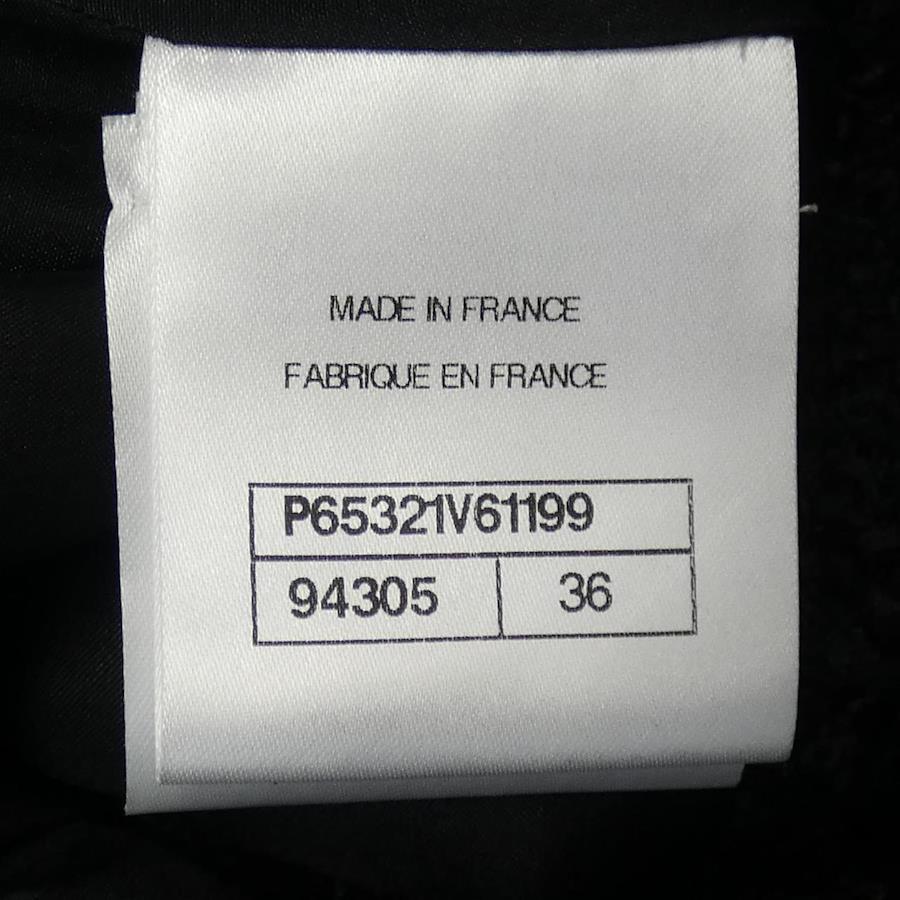 MADE IN FRANCE
FABRIQUE EN FRANCE
P65321V61199
94305 36